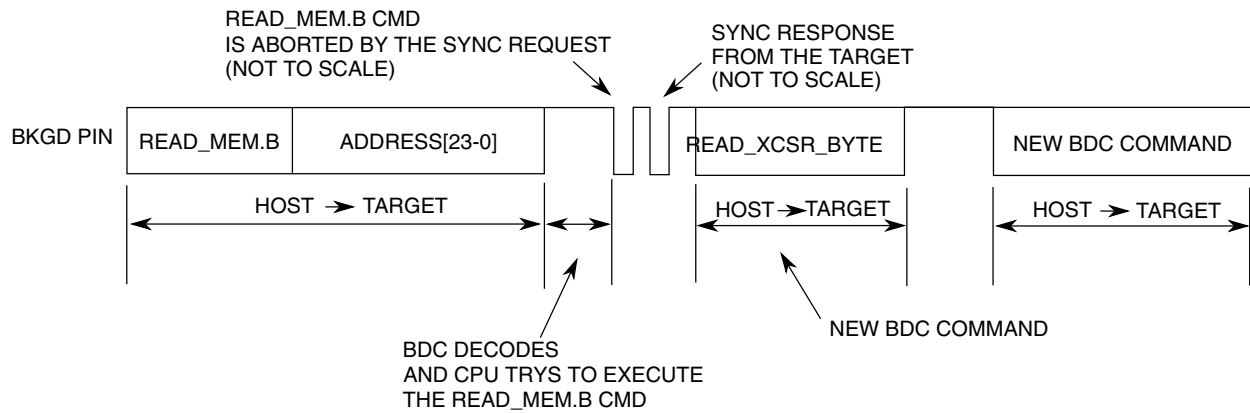 READ_MEM.B CMD
IS ABORTED BY THE SYNC REQUEST
(NOT TO SCALE)
SYNC RESPONSE
FROM THE TARGET
(NOT TO SCALE)
BKGD PIN
READ_MEM.B
ADDRESS[23-0]
READ_XCSR_BYTE
NEW BDC COMMAND
HOST → TARGET
HOST → TARGET
HOST → TARGET
NEW BDC COMMAND
BDC DECODES
AND CPU TRYS TO EXECUTE
THE READ_MEM.B CMD